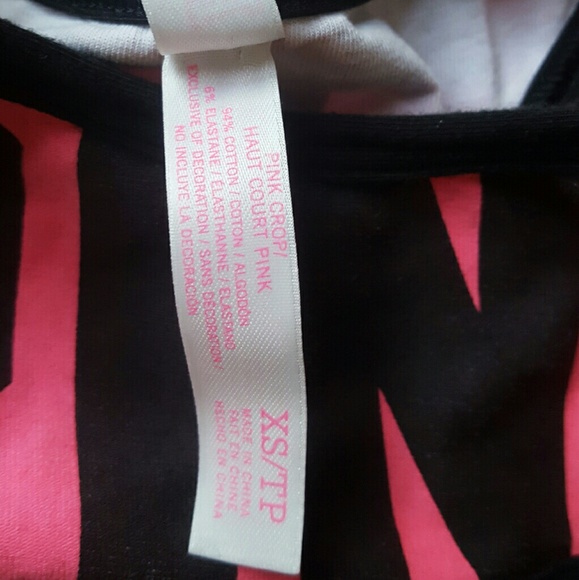 PINK CROP/
HAUT COURT PINK
94% COTTON / COTON / ALGODÓN
6% ELASTANE / ÉLASTHANNE / ELASTANO
EXCLUSIVE OF DECORATION / SANS DÉCORATION/
NO INCLUYE LA DECORACIÓN
XS/TP
MADE IN CHINA
FAIT EN CHINE
HECHO EN CHINA